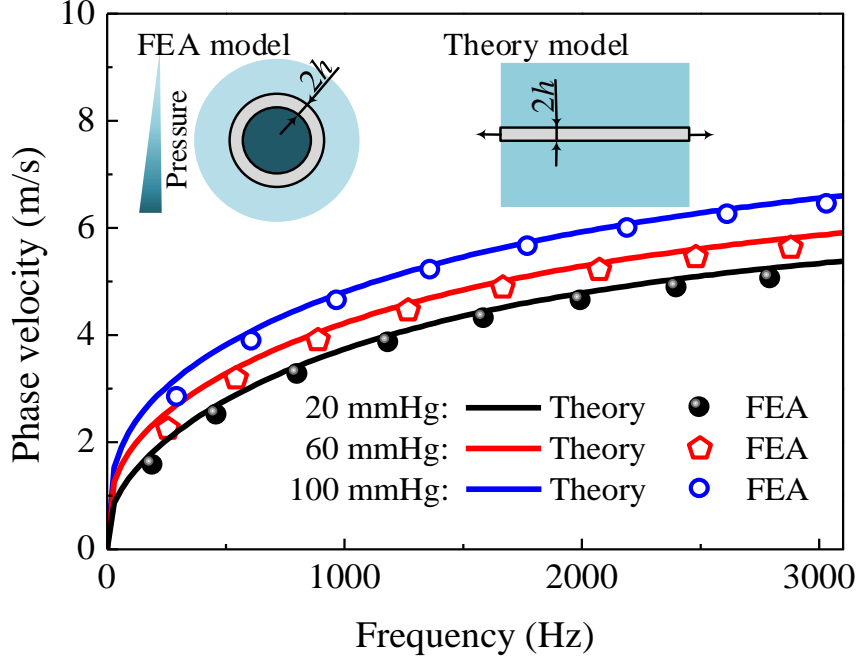 10
8
6
4
2
0
Phase velocity (m/s)
FEA model
Theory model
2h
2h
Pressure
20 mmHg: Theory FEA
60 mmHg: Theory FEA
100 mmHg: Theory FEA
0 1000 2000 3000
Frequency (Hz)